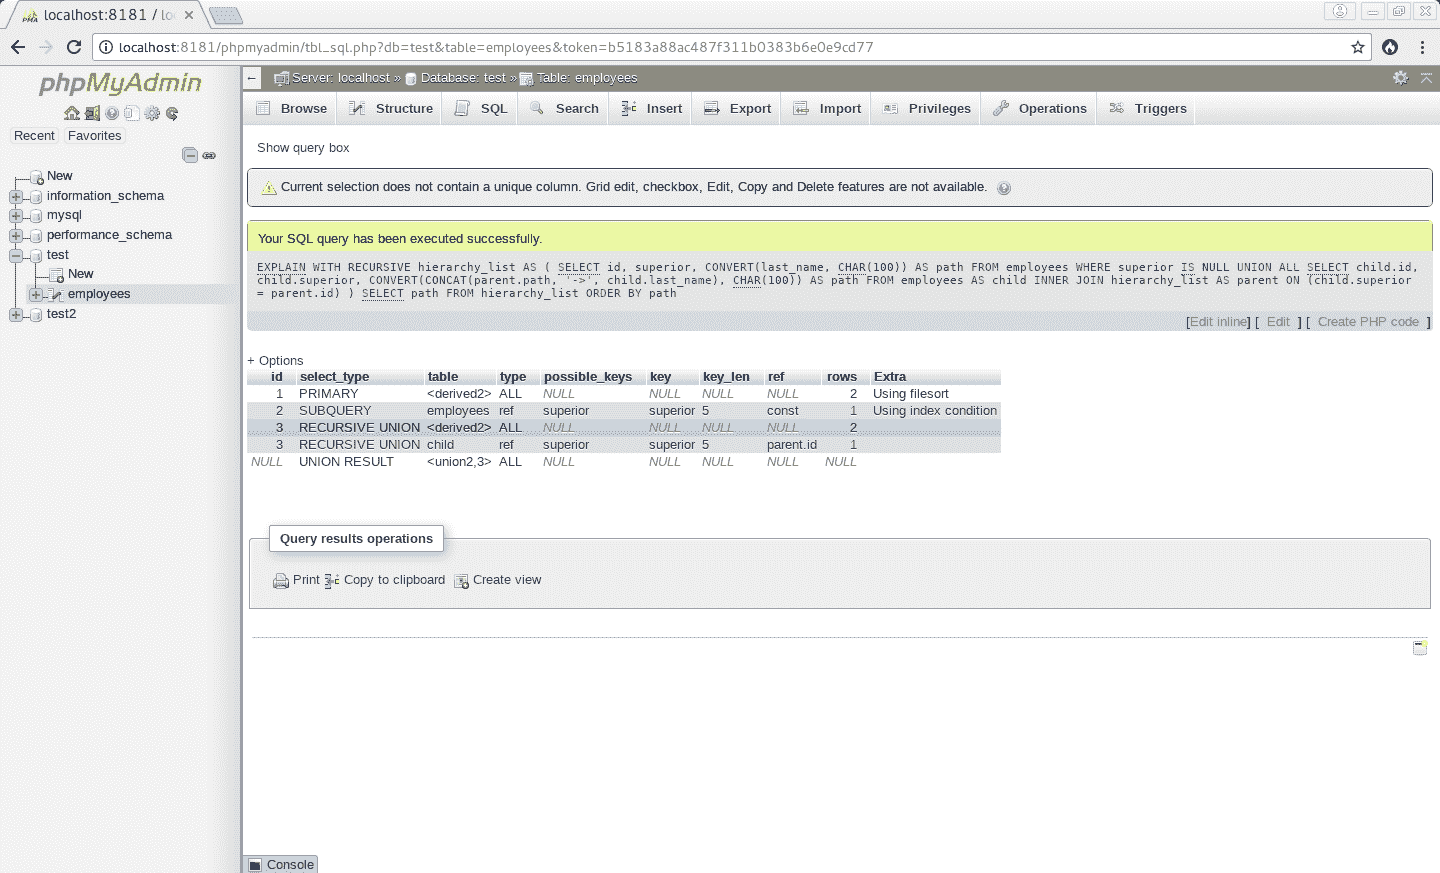 localhost:8181 / lo
localhost:8181/phpmyadmin/tbl_sql.php?db=test&table=employees&token=b5183a88ac487f311b0383b6e0e9cd77
phpMyAdmin
Recent Favorites
New
information_schema
mysql
performance_schema
test
New
employees
test2
Server: localhost » Database: test » Table: employees
Browse Structure SQL Search Insert Export Import Privileges Operations Triggers
Show query box
Current selection does not contain a unique column. Grid edit, checkbox, Edit, Copy and Delete features are not available.
Your SQL query has been executed successfully.
EXPLAIN WITH RECURSIVE hierarchy_list AS ( SELECT id, superior, CONVERT(last_name, CHAR(100)) AS path FROM employees WHERE superior IS NULL UNION ALL SELECT child.id,
child.superior, CONVERT(CONCAT(parent.path, '->', child.last_name), CHAR(100)) AS path FROM employees AS child INNER JOIN hierarchy_list AS parent ON (child.superior
= parent.id) ) SELECT path FROM hierarchy_list ORDER BY path
[Edit inline] [ Edit ] [ Create PHP code ]
+ Options
id select_type table type possible_keys key key_len ref rows Extra
1 PRIMARY <derived2> ALL NULL NULL NULL NULL 2 Using filesort
2 SUBQUERY employees ref superior superior 5 const 1 Using index condition
3 RECURSIVE UNION <derived2> ALL NULL NULL NULL NULL 2
3 RECURSIVE UNION child ref superior superior 5 parent.id 1
NULL UNION RESULT <union2,3> ALL NULL NULL NULL NULL NULL
Query results operations
Print Copy to clipboard Create view
Console